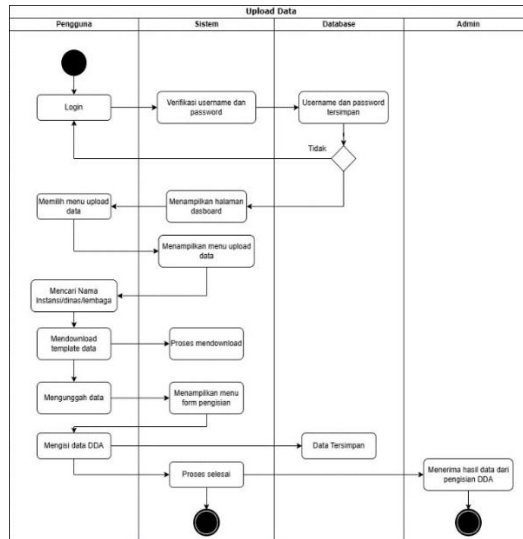 Upload Data
Pengguna
Sistem
Database
Admin
Login
Verifikasi username dan
password
Username dan password
tersimpan
Tidak
Memilih menu upload
data
Menampilkan halaman
dasboard
Menampilkan menu upload
data
Mencari Nama
Instansi/dinas/lembaga
Mendownload
template data
Proses mendownload
Mengunggah data
Menampilkan menu
form pengisian
Mengisi data DDA
Data Tersimpan
Proses selesai
Menerima hasil data dari
pengisian DDA